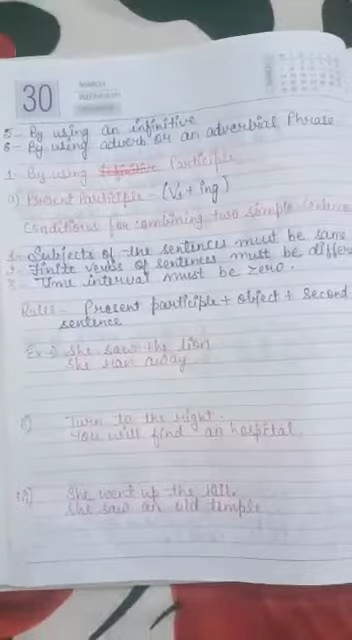 30
5- By using an infinitive
6- By using adverb or an adverbial Phrase
1. By using Participle
a) Present Participle - (V₁ + ing)
Conditions for combining two simple sentence
1- Subjects of the sentences must be same
2- Finite verbs of sentences must be differe
3- Time interval must be zero.
Rules - Present participle + object + second
sentence
Ex- i) She saw the lion
She ran away
ii) Turn to the right.
You will find an hospital
iii) She went up the hill.
She saw an old temple